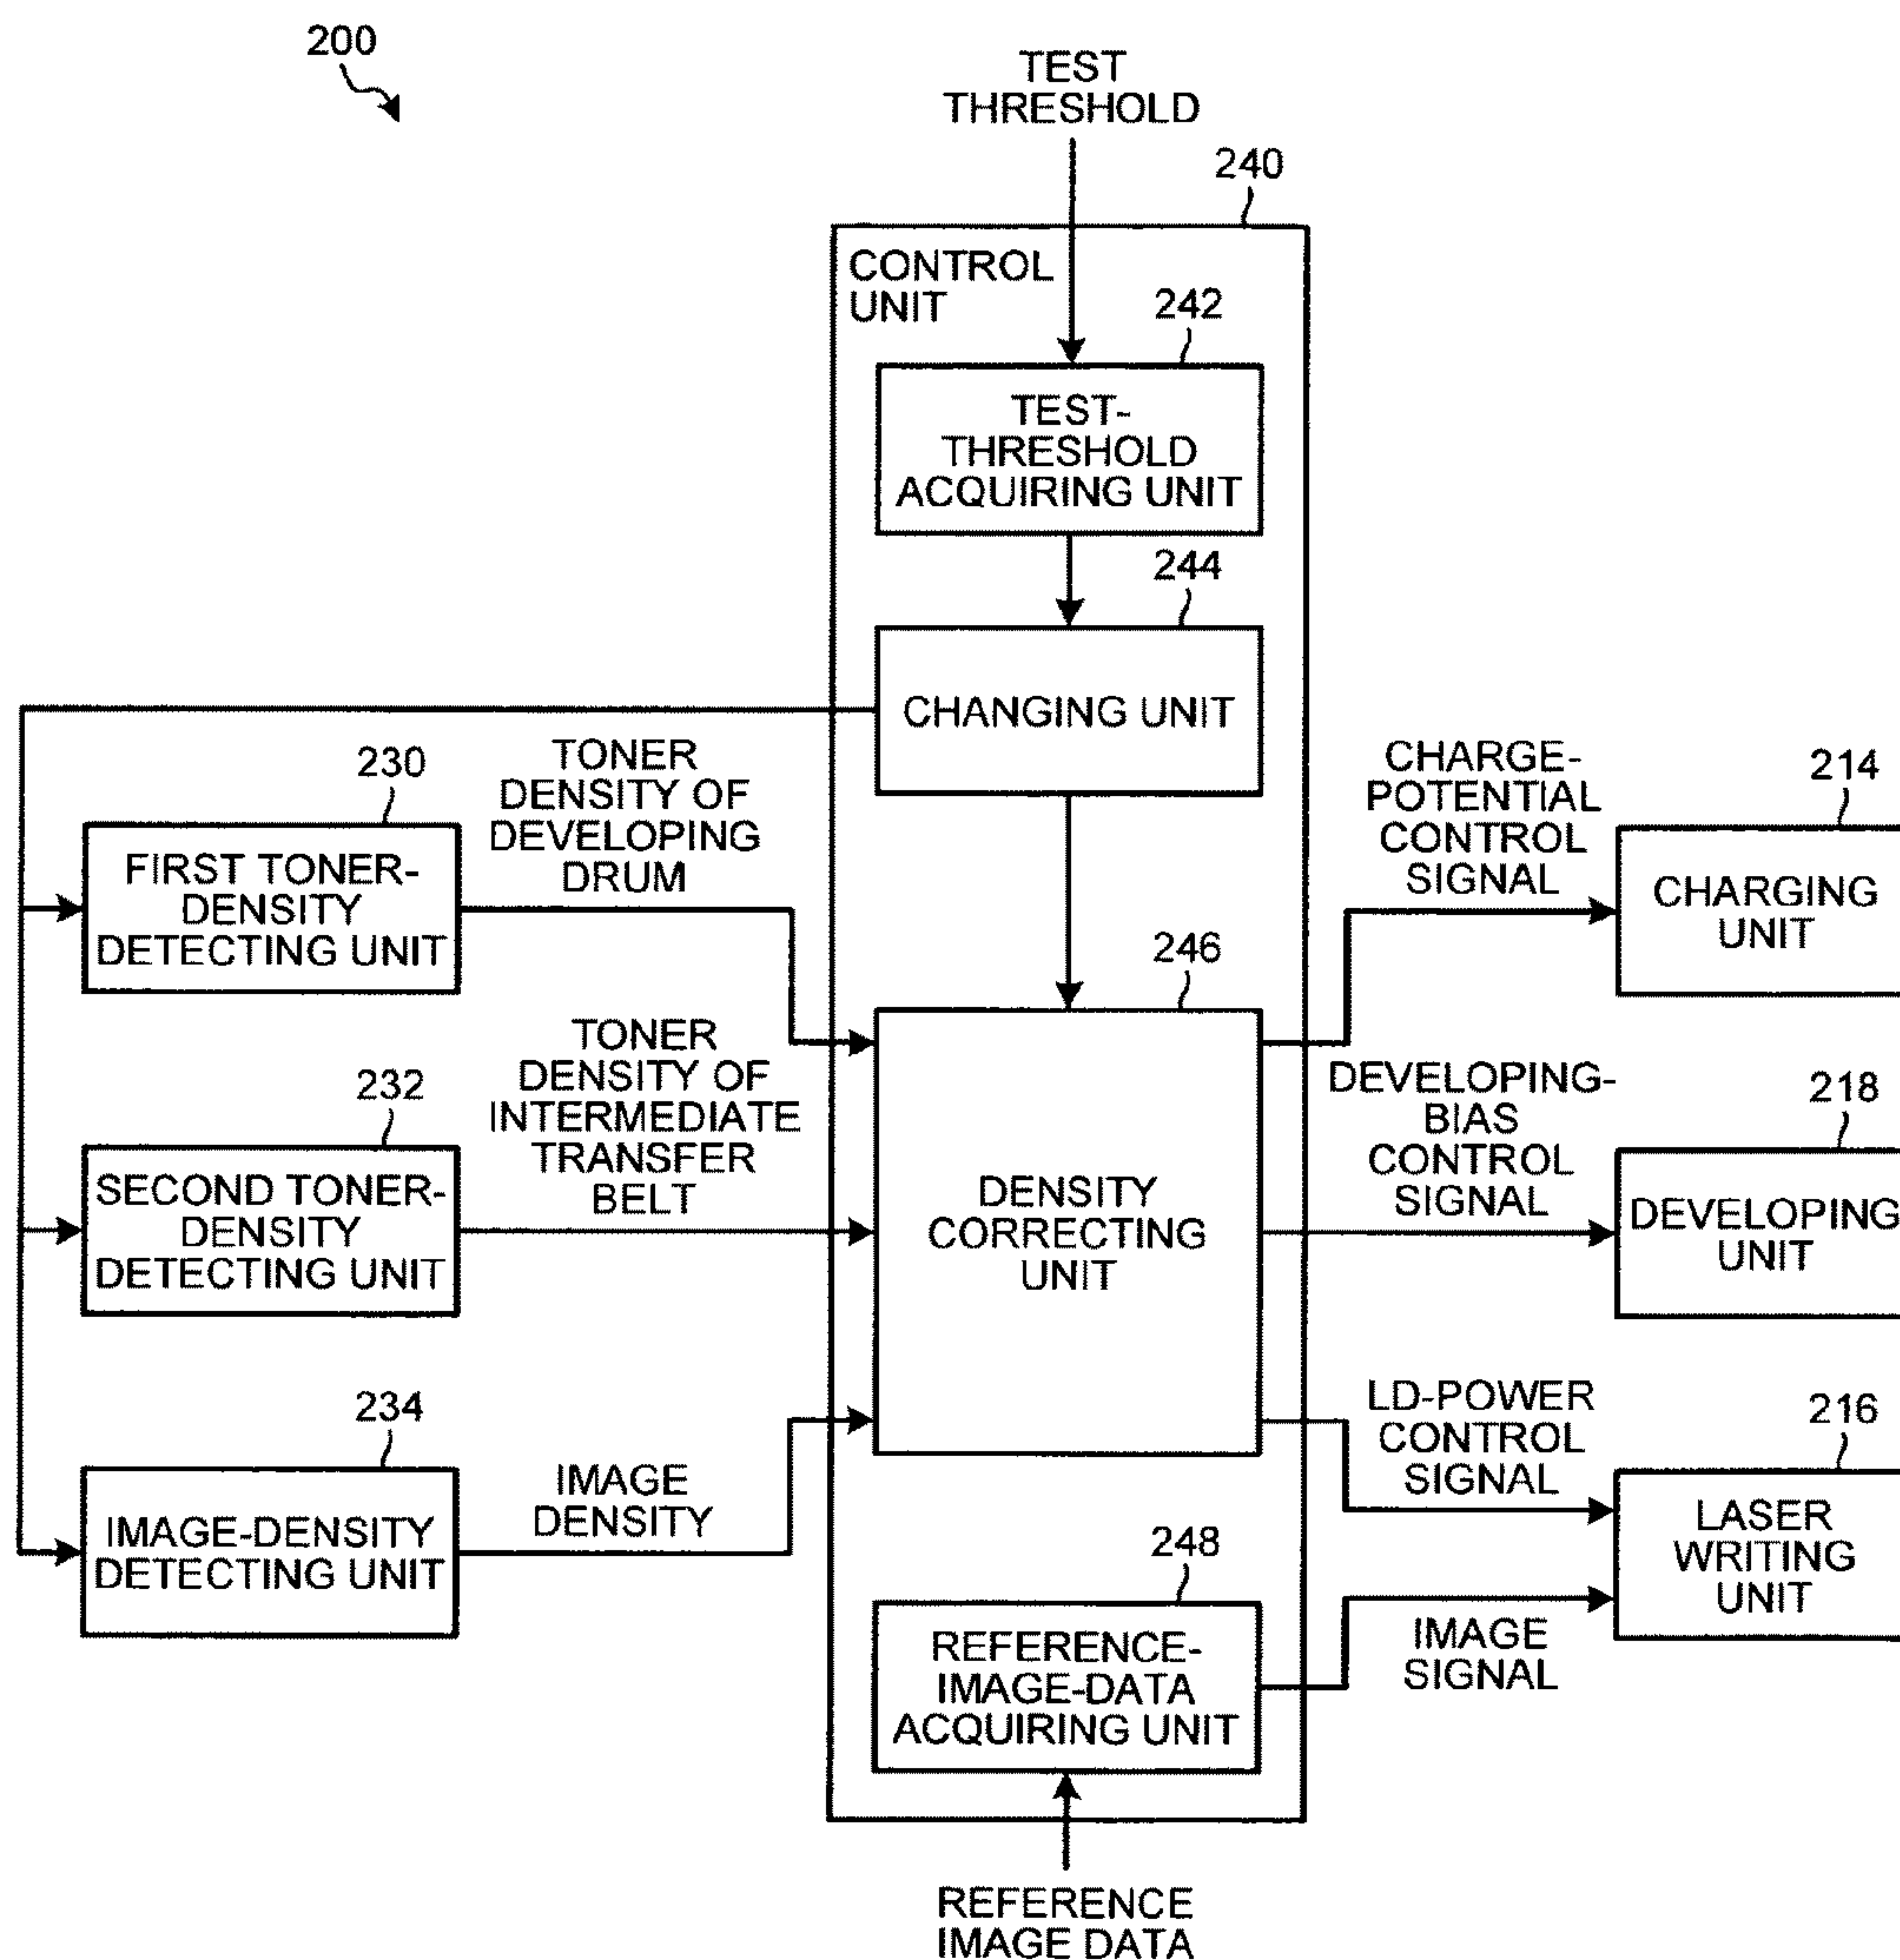 200
TEST
THRESHOLD
240
CONTROL
UNIT
242
TEST-
THRESHOLD
ACQUIRING UNIT
244
CHANGING UNIT
230
FIRST TONER-
DENSITY
DETECTING UNIT
TONER
DENSITY OF
DEVELOPING
DRUM
232
SECOND TONER-
DENSITY
DETECTING UNIT
TONER
DENSITY OF
INTERMEDIATE
TRANSFER
BELT
234
IMAGE-DENSITY
DETECTING UNIT
IMAGE
DENSITY
246
DENSITY
CORRECTING
UNIT
248
REFERENCE-
IMAGE-DATA
ACQUIRING UNIT
REFERENCE
IMAGE DATA
CHARGE-
POTENTIAL
CONTROL
SIGNAL
214
CHARGING
UNIT
DEVELOPING-
BIAS
CONTROL
SIGNAL
218
DEVELOPING
UNIT
LD-POWER
CONTROL
SIGNAL
216
LASER
WRITING
UNIT
IMAGE
SIGNAL